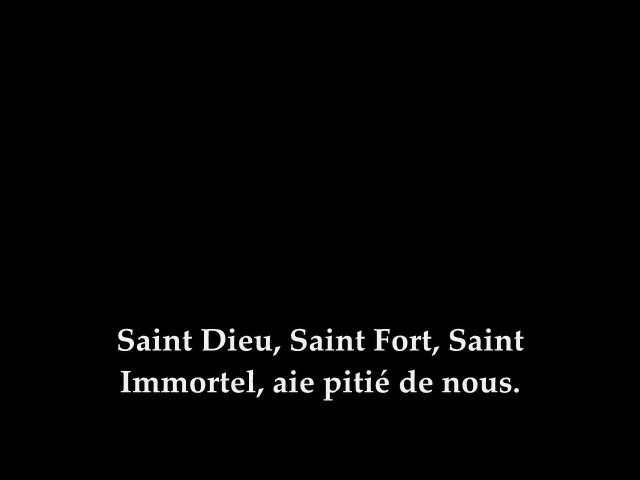 Saint Dieu, Saint Fort, Saint
Immortel, aie pitié de nous.